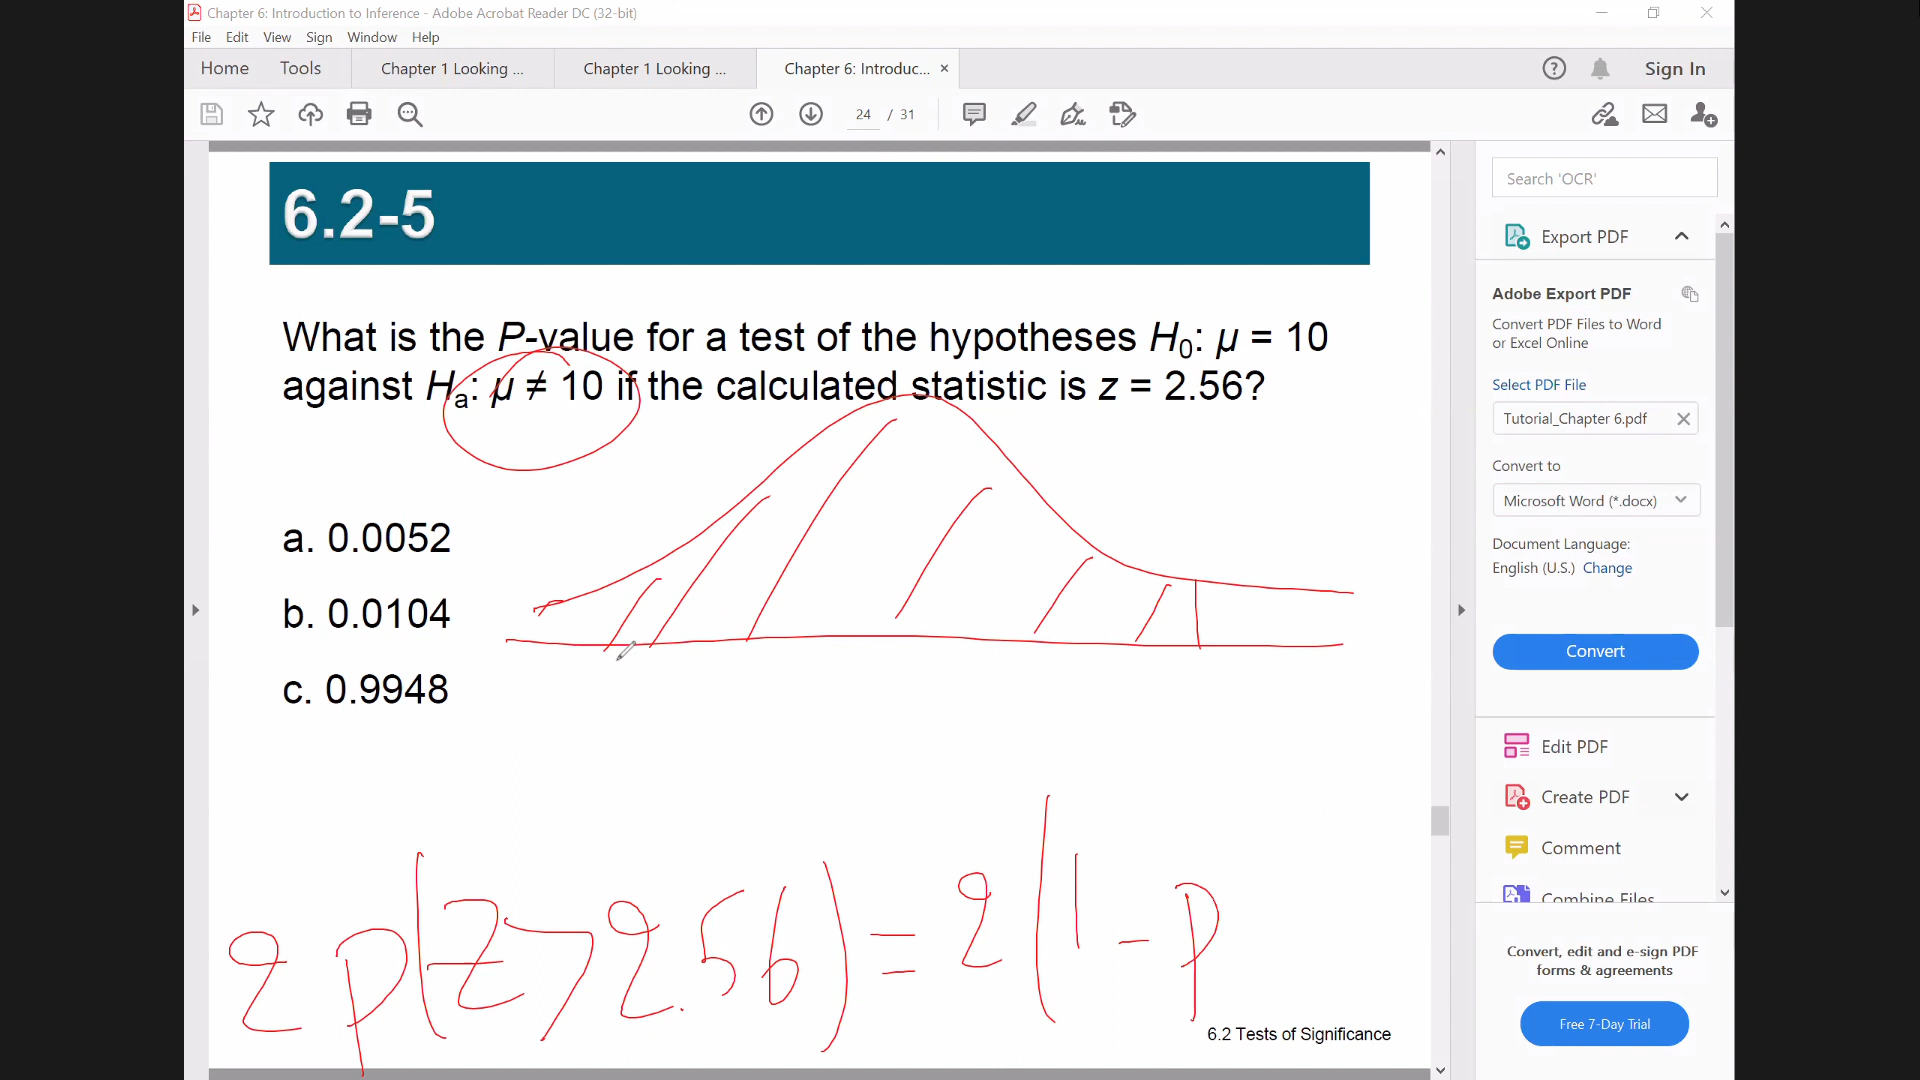 Chapter 6: Introduction to Inference - Adobe Acrobat Reader DC (32-bit)
File Edit View Sign Window Help
Home Tools Chapter 1 Looking ... Chapter 1 Looking ... Chapter 6: Introduc... × Sign In
24 / 31
6.2-5
What is the P-value for a test of the hypotheses H0: μ = 10
against Ha: μ ≠ 10 if the calculated statistic is z = 2.56?
a. 0.0052
b. 0.0104
c. 0.9948
2 P(Z>2.56) = 2(1 - P
6.2 Tests of Significance
Search 'OCR'
Export PDF
Adobe Export PDF
Convert PDF Files to Word
or Excel Online
Select PDF File
Tutorial_Chapter 6.pdf
Convert to
Microsoft Word (*.docx)
Document Language:
English (U.S.) Change
Convert
Edit PDF
Create PDF
Comment
Combine Files
Convert, edit and e-sign PDF
forms & agreements
Free 7-Day Trial